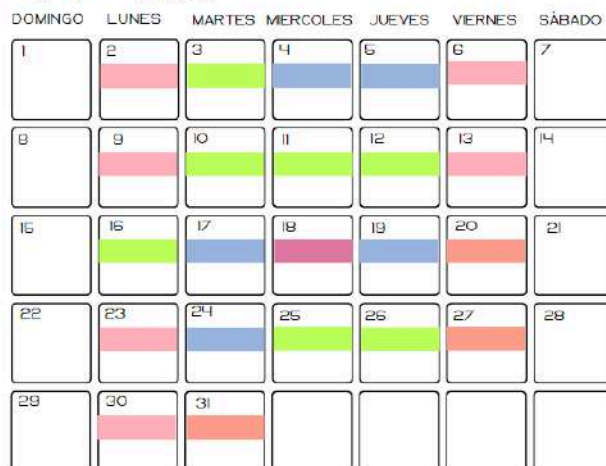 DOMINGO LUNES MARTES MIERCOLES JUEVES VIERNES SÁBADO
1 2 3 4 5 6 7
8 9 10 11 12 13 14
15 16 17 18 19 20 21
22 23 24 25 26 27 28
29 30 31